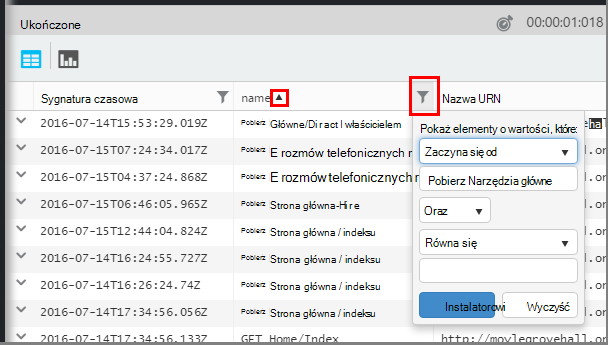 Ukończone 00:00:01:018
Sygnatura czasowa name Nazwa URN
2016-07-14T15:53:29.019Z Pobierz Główne/Diract I właścicielem
2016-07-15T07:24:34.017Z E rozmów telefonicznych
2016-07-15T04:37:24.868Z E rozmów telefonicznych
2016-07-15T06:46:05.965Z Pobierz Strona główna-Hire
2016-07-15T12:44:04.824Z Pobierz Strona główna / indeksu
2016-07-14T16:24:55.727Z Pobierz Strona główna / indeksu
2016-07-14T16:26:24.74Z Pobierz Strona główna / indeksu
2016-07-14T17:34:56.056Z Pobierz Strona główna / indeksu
2016-07-14T17:34:56.133Z GET Home/Index http://moylegrovehall.or
Pokaż elementy o wartości, które:
Zaczyna się od
Pobierz Narzędzia główne
Oraz
Równa się
Instalatorowi Wyczyść